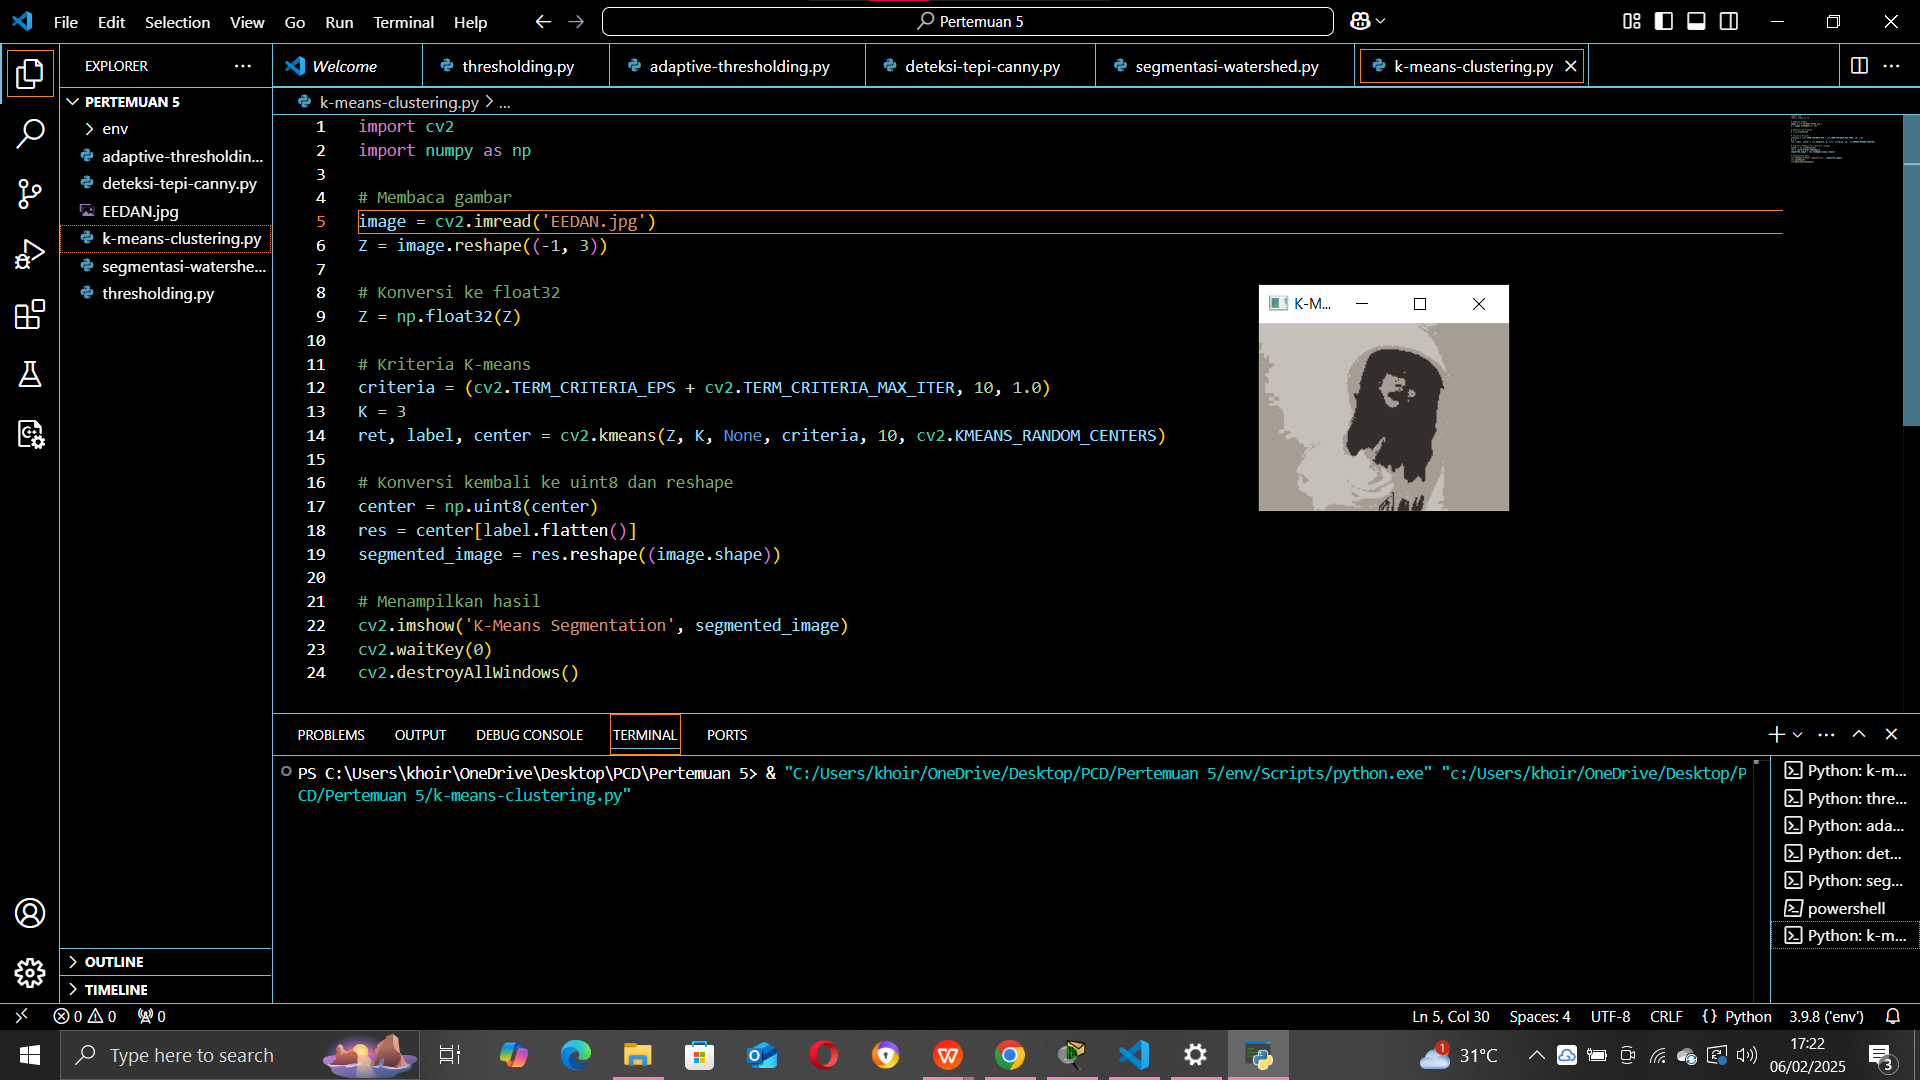 File Edit Selection View Go Run Terminal Help
Pertemuan 5
EXPLORER
Welcome
thresholding.py
adaptive-thresholding.py
deteksi-tepi-canny.py
segmentasi-watershed.py
k-means-clustering.py
PERTEMUAN 5
env
adaptive-thresholdin...
deteksi-tepi-canny.py
EEDAN.jpg
k-means-clustering.py
segmentasi-watershe...
thresholding.py
OUTLINE
TIMELINE
k-means-clustering.py > ...
1 import cv2
2 import numpy as np
3
4 # Membaca gambar
5 image = cv2.imread('EEDAN.jpg')
6 Z = image.reshape((-1, 3))
7
8 # Konversi ke float32
9 Z = np.float32(Z)
10
11 # Kriteria K-means
12 criteria = (cv2.TERM_CRITERIA_EPS + cv2.TERM_CRITERIA_MAX_ITER, 10, 1.0)
13 K = 3
14 ret, label, center = cv2.kmeans(Z, K, None, criteria, 10, cv2.KMEANS_RANDOM_CENTERS)
15
16 # Konversi kembali ke uint8 dan reshape
17 center = np.uint8(center)
18 res = center[label.flatten()]
19 segmented_image = res.reshape((image.shape))
20
21 # Menampilkan hasil
22 cv2.imshow('K-Means Segmentation', segmented_image)
23 cv2.waitKey(0)
24 cv2.destroyAllWindows()
K-M...
PROBLEMS OUTPUT DEBUG CONSOLE TERMINAL PORTS
PS C:\Users\khoir\OneDrive\Desktop\PCD\Pertemuan 5> & "C:/Users/khoir/OneDrive/Desktop/PCD/Pertemuan 5/env/Scripts/python.exe" "c:/Users/khoir/OneDrive/Desktop/P
CD/Pertemuan 5/k-means-clustering.py"
Python: k-m...
Python: thre...
Python: ada...
Python: det...
Python: seg...
powershell
Python: k-m...
0 0 0
Ln 5, Col 30 Spaces: 4 UTF-8 CRLF {} Python 3.9.8 ('env')
Type here to search
1
31°C
17:22
06/02/2025
3